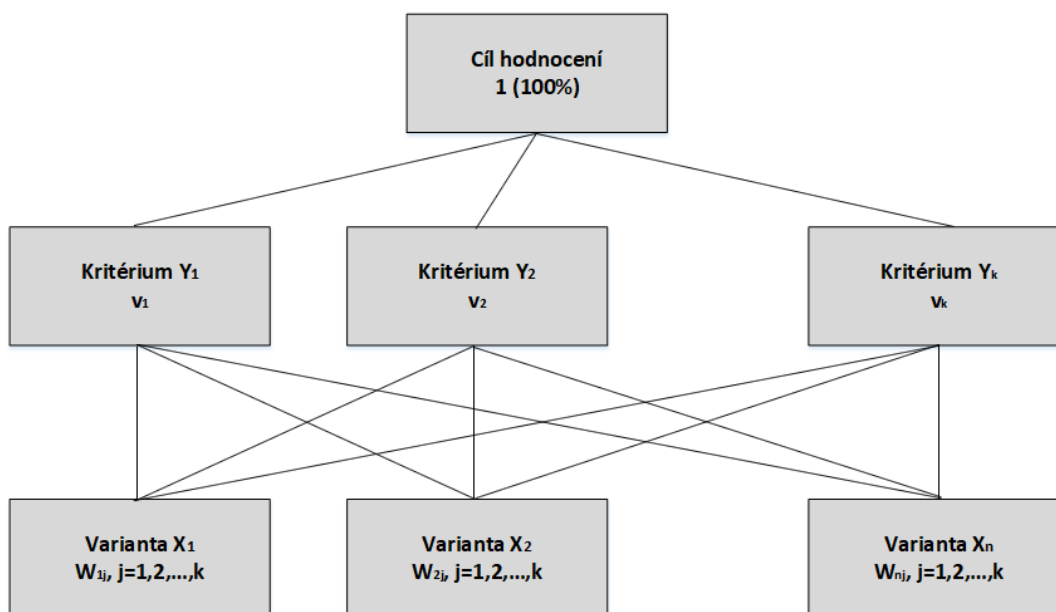 Cíl hodnocení
1 (100%)
Kritérium Y₁
v₁
Kritérium Y₂
v₂
Kritérium Yₖ
vₖ
Varianta X₁
W₁ⱼ, j=1,2,...,k
Varianta X₂
W₂ⱼ, j=1,2,...,k
Varianta Xₙ
Wₙⱼ, j=1,2,...,k